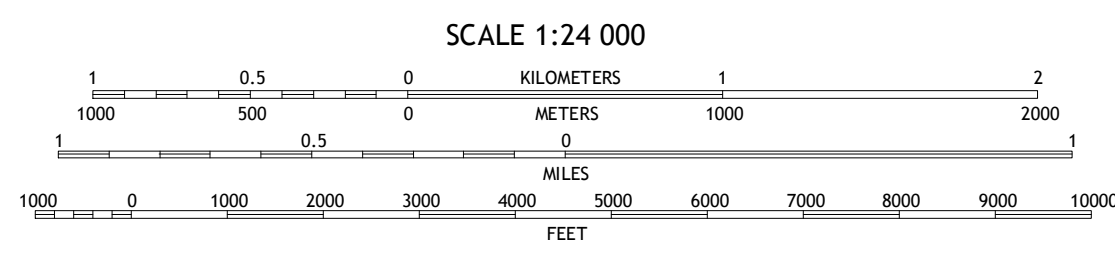 SCALE 1:24 000
1 0.5 0 KILOMETERS 1 2
1000 500 0 METERS 1000 2000
1 0.5 0 1
MILES
1000 0 1000 2000 3000 4000 5000 6000 7000 8000 9000 10000
FEET